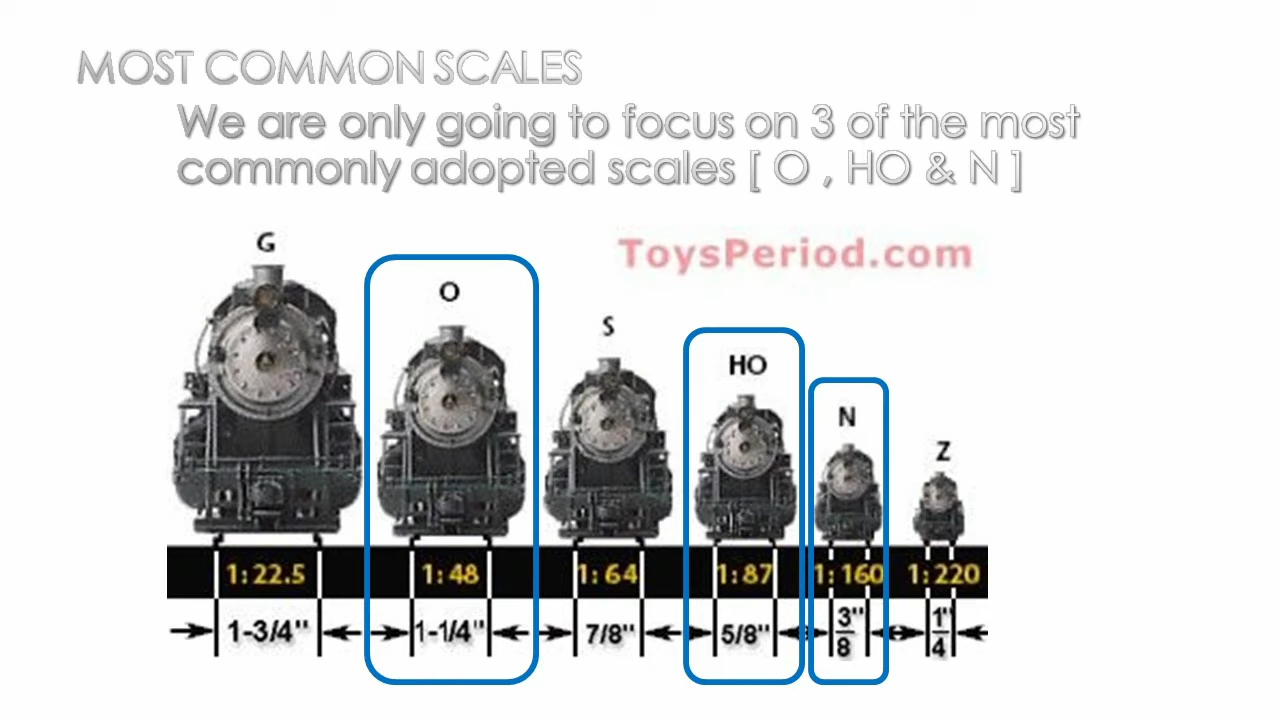 MOST COMMON SCALES
We are only going to focus on 3 of the most
commonly adopted scales [ O , HO & N ]
ToysPeriod.com
G
O
S
HO
N
Z
1:22.5 1:48 1:64 1:87 1:160 1:220
1-3/4" 1-1/4" 7/8" 5/8" 3"/8 1"/4